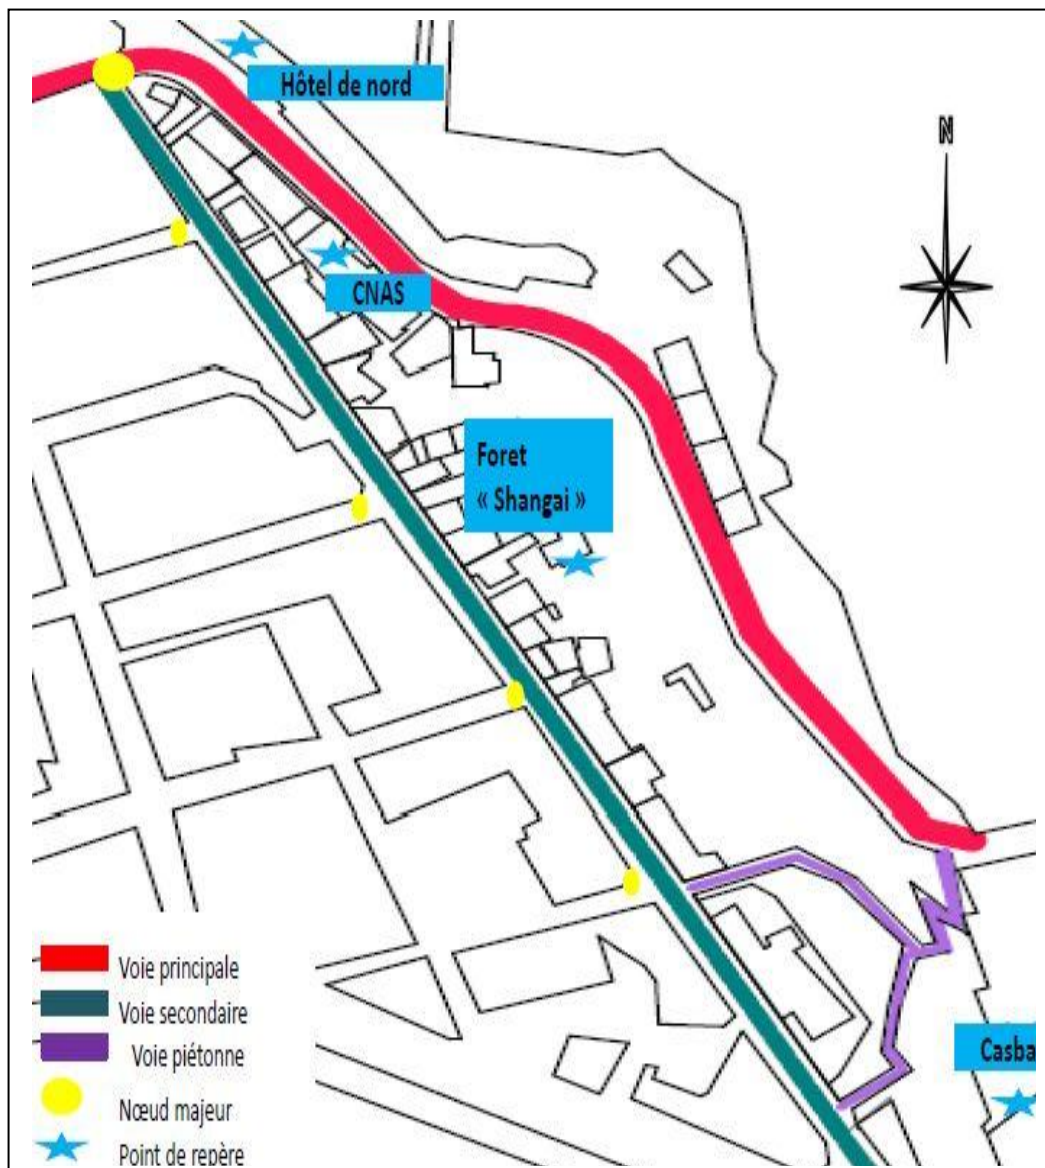 Hôtel de nord
N
CNAS
Foret
« Shangai »
Casba
Voie principale
Voie secondaire
Voie piétonne
Nœud majeur
Point de repère